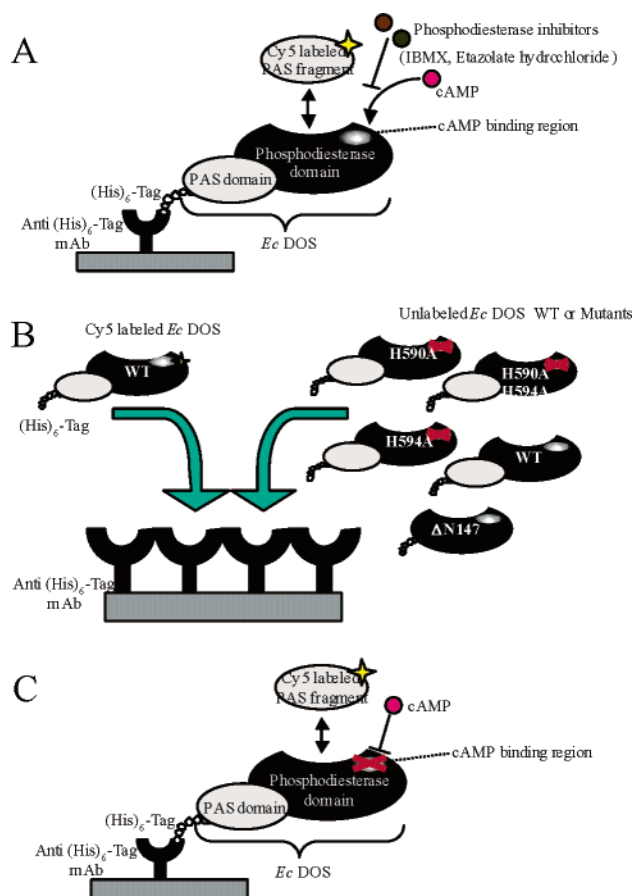 A
Cy 5 labeled
PAS fragment
Phosphodiesterase inhibitors
(IBMX, Etazolate hydrochloride )
cAMP
cAMP binding region
Phosphodiesterase
domain
PAS domain
(His)6-Tag
Anti (His)6-Tag
mAb
Ec DOS
B
Cy5 labeled Ec DOS
Unlabeled Ec DOS WT or Mutants
WT
(His)6-Tag
H590A
H590A
H594A
H594A
WT
ΔN147
Anti (His)6-Tag
mAb
C
Cy5 labeled
PAS fragment
cAMP
cAMP binding region
Phosphodiesterase
domain
PAS domain
(His)6-Tag
Anti (His)6-Tag
mAb
Ec DOS